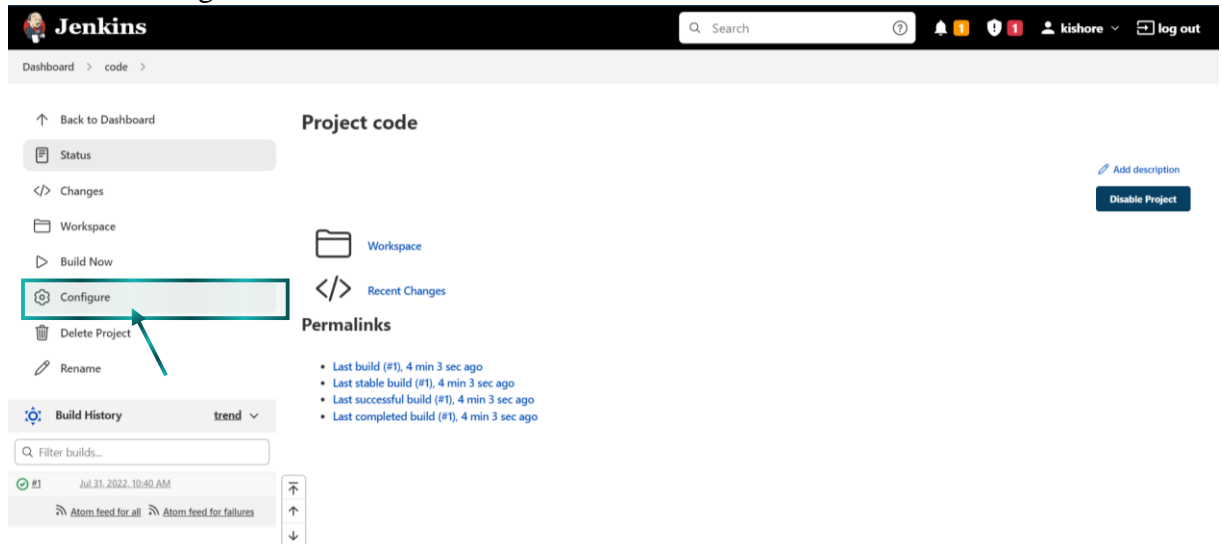 Jenkins
Search
1
1
kishore
log out
Dashboard > code >
Back to Dashboard
Status
Changes
Workspace
Build Now
Configure
Delete Project
Rename
Build History
trend
Filter builds...
#1
Jul 31, 2022, 10:40 AM
Atom feed for all
Atom feed for failures
Project code
Add description
Disable Project
Workspace
Recent Changes
Permalinks
• Last build (#1), 4 min 3 sec ago
• Last stable build (#1), 4 min 3 sec ago
• Last successful build (#1), 4 min 3 sec ago
• Last completed build (#1), 4 min 3 sec ago